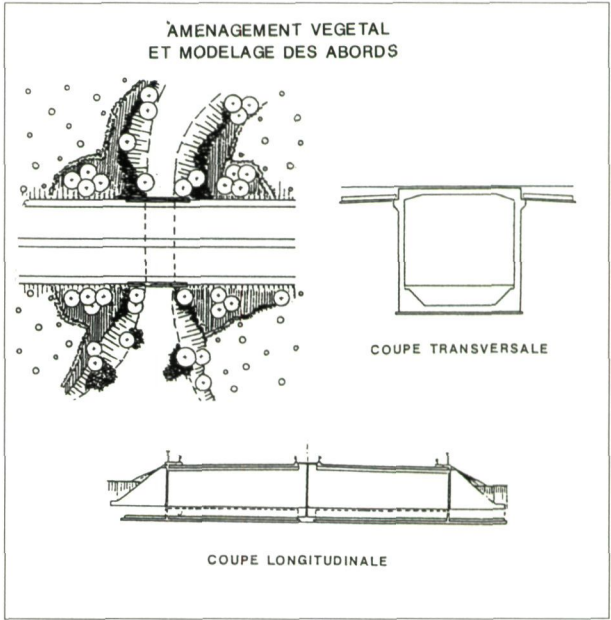 AMENAGEMENT VEGETAL
ET MODELAGE DES ABORDS
COUPE TRANSVERSALE
COUPE LONGITUDINALE